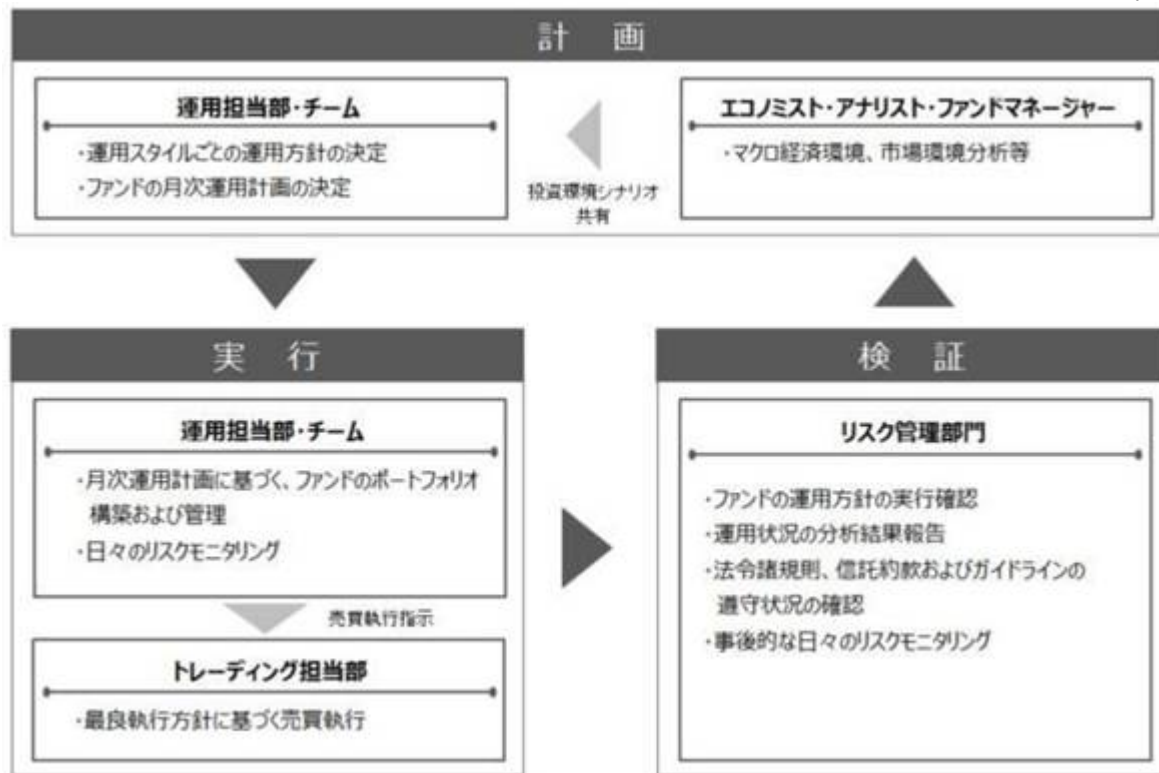 計 画
運用担当部・チーム
・運用スタイルごとの運用方針の決定
・ファンドの月次運用計画の決定
投資環境シナリオ
共有
エコノミスト・アナリスト・ファンドマネージャー
・マクロ経済環境、市場環境分析等
実 行
運用担当部・チーム
・月次運用計画に基づく、ファンドのポートフォリオ
構築および管理
・日々のリスクモニタリング
売買執行指示
トレーディング担当部
・最良執行方針に基づく売買執行
検 証
リスク管理部門
・ファンドの運用方針の実行確認
・運用状況の分析結果報告
・法令諸規則、信託約款およびガイドラインの
遵守状況の確認
・事後的な日々のリスクモニタリング